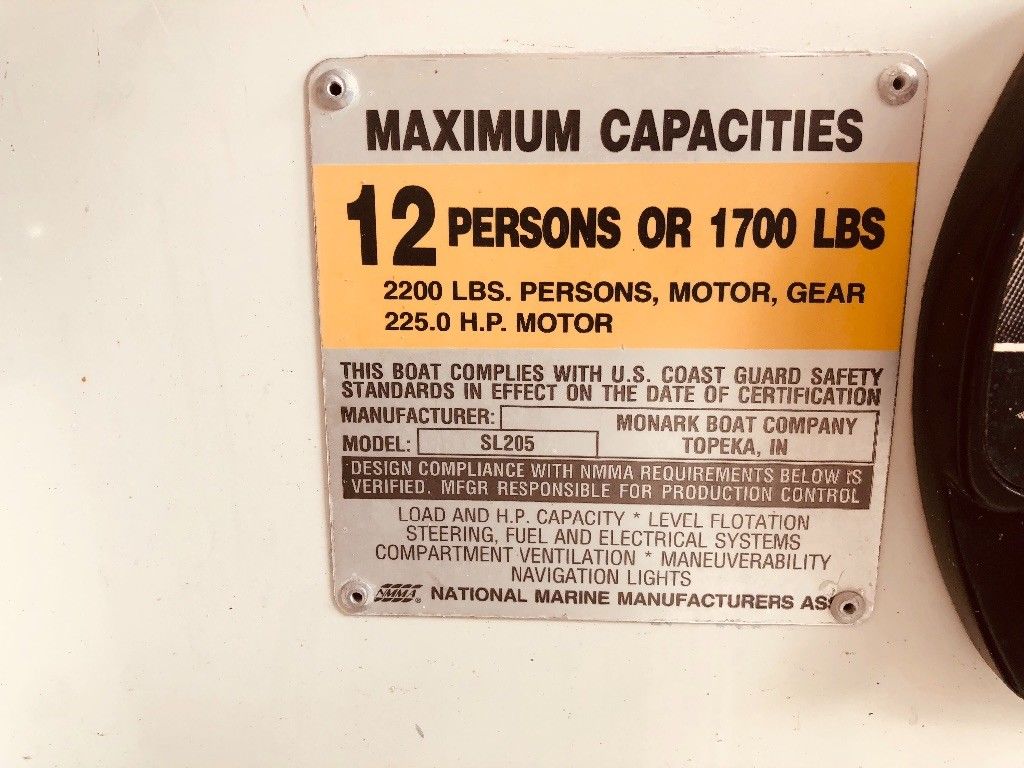 MAXIMUM CAPACITIES
12 PERSONS OR 1700 LBS
2200 LBS. PERSONS, MOTOR, GEAR
225.0 H.P. MOTOR
THIS BOAT COMPLIES WITH U.S. COAST GUARD SAFETY
STANDARDS IN EFFECT ON THE DATE OF CERTIFICATION
MANUFACTURER: MONARK BOAT COMPANY
MODEL: SL205 TOPEKA, IN
DESIGN COMPLIANCE WITH NMMA REQUIREMENTS BELOW IS
VERIFIED. MFGR RESPONSIBLE FOR PRODUCTION CONTROL
LOAD AND H.P. CAPACITY * LEVEL FLOTATION
STEERING, FUEL AND ELECTRICAL SYSTEMS
COMPARTMENT VENTILATION * MANEUVERABILITY
NAVIGATION LIGHTS
NMMA® NATIONAL MARINE MANUFACTURERS